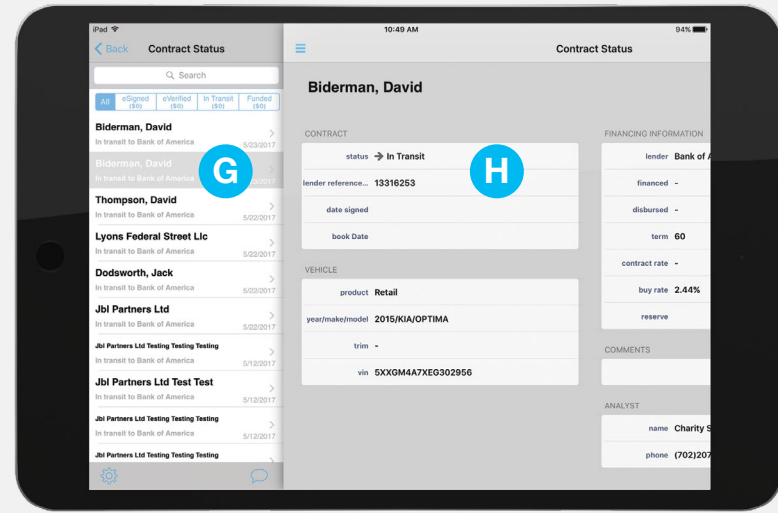 iPad 10:49 AM 94%
Back Contract Status
Contract Status
Search
All eSigned ($0) eVerified ($0) In Transit ($0) Funded ($0)
Biderman, David
In transit to Bank of America 5/23/2017
Biderman, David
In transit to Bank of America
G
Thompson, David
In transit to Bank of America 5/22/2017
Lyons Federal Street Llc
In transit to Bank of America 5/22/2017
Dodsworth, Jack
In transit to Bank of America 5/22/2017
Jbl Partners Ltd
In transit to Bank of America 5/22/2017
Jbl Partners Ltd Testing Testing Testing
In transit to Bank of America 5/12/2017
Jbl Partners Ltd Test Test
In transit to Bank of America 5/12/2017
Jbl Partners Ltd Testing Testing Testing
In transit to Bank of America 5/12/2017
Jbl Partners Ltd Testing Testing Testing
Biderman, David
CONTRACT
status In Transit
H
lender reference... 13316253
date signed
book Date
VEHICLE
product Retail
year/make/model 2015/KIA/OPTIMA
trim -
vin 5XXGM4A7XEG302956
FINANCING INFORMATION
lender Bank of
financed -
disbursed -
term 60
contract rate -
buy rate 2.44%
reserve
COMMENTS
ANALYST
name Charity S
phone (702)207